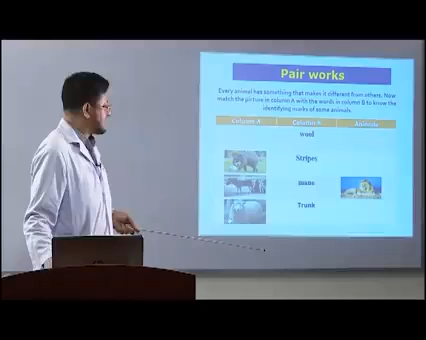 Pair works
Every animal has something that makes it different from others. Now
match the picture in column A with the words in column B to know the
identifying marks of some animals.
Column A Column B Animals
wool
Stripes
mane
Trunk